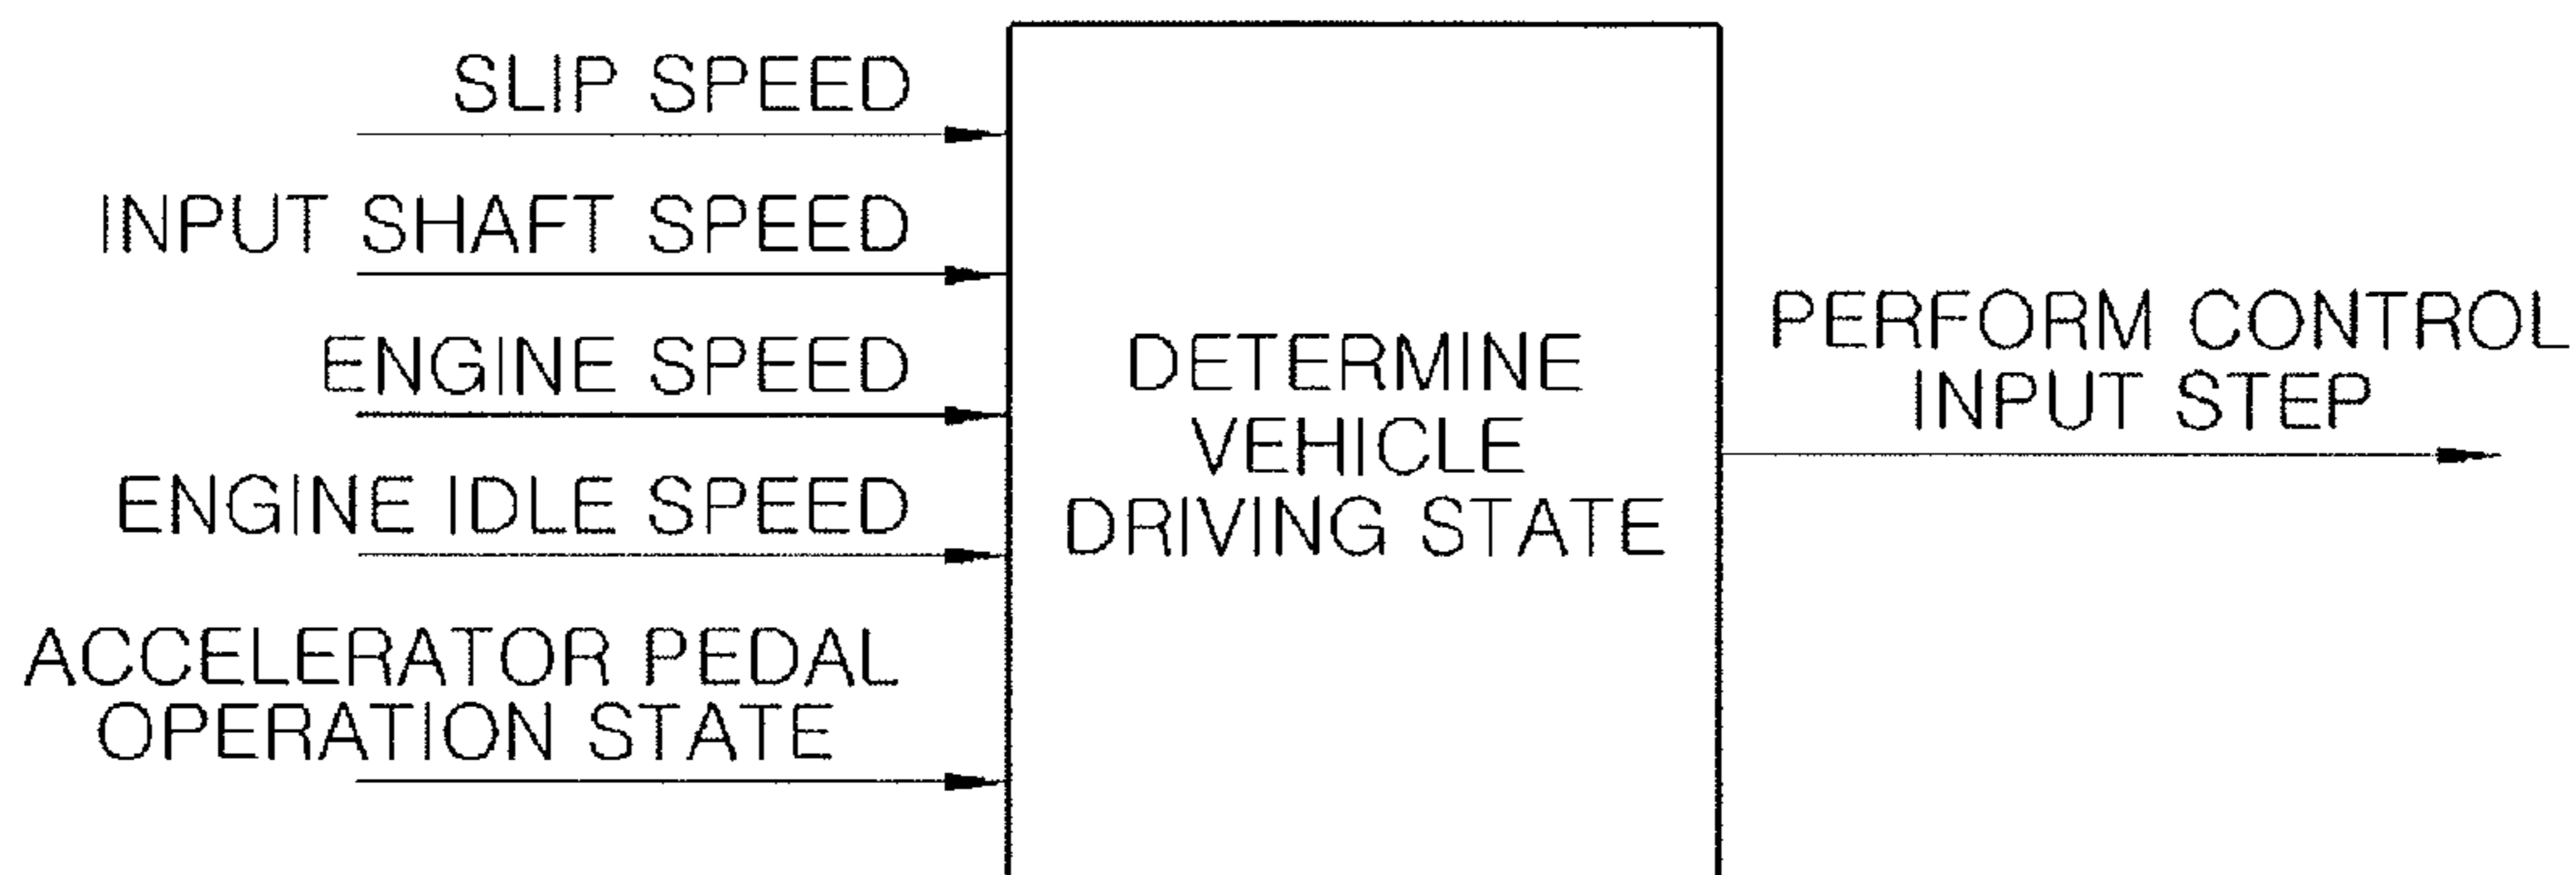 SLIP SPEED
INPUT SHAFT SPEED
ENGINE SPEED
ENGINE IDLE SPEED
ACCELERATOR PEDAL
OPERATION STATE
DETERMINE
VEHICLE
DRIVING STATE
PERFORM CONTROL
INPUT STEP